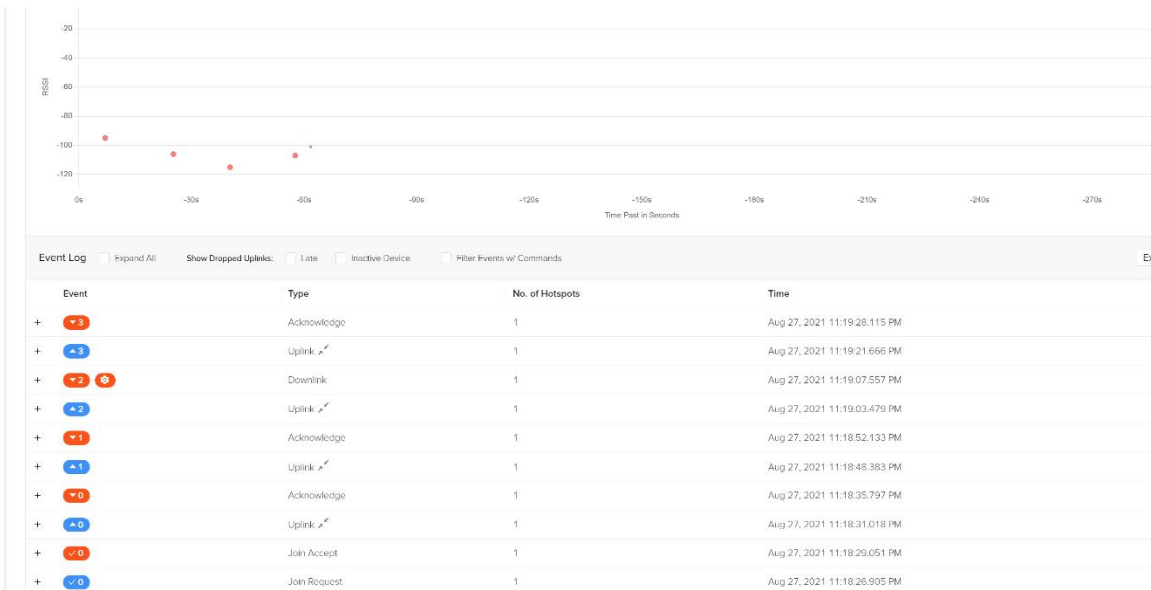 -20
-40
-60
RSSI
-80
-100
-120
0s -30s -60s -90s -120s -150s -180s -210s -240s -270s
Time Past in Seconds
Event Log Expand All Show Dropped Uplinks: Late Inactive Device Filter Events w/ Commands
Event Type No. of Hotspots Time
+ 3 Acknowledge 1 Aug 27, 2021 11:19:28.115 PM
+ 3 Uplink 1 Aug 27, 2021 11:19:21.666 PM
+ 2 Downlink 1 Aug 27, 2021 11:19:07.557 PM
+ 2 Uplink 1 Aug 27, 2021 11:19:03.479 PM
+ 1 Acknowledge 1 Aug 27, 2021 11:18:52.133 PM
+ 1 Uplink 1 Aug 27, 2021 11:18:48.383 PM
+ 0 Acknowledge 1 Aug 27, 2021 11:18:35.797 PM
+ 0 Uplink 1 Aug 27, 2021 11:18:31.018 PM
+ 0 Join Accept 1 Aug 27, 2021 11:18:29.051 PM
+ 0 Join Request 1 Aug 27, 2021 11:18:26.905 PM